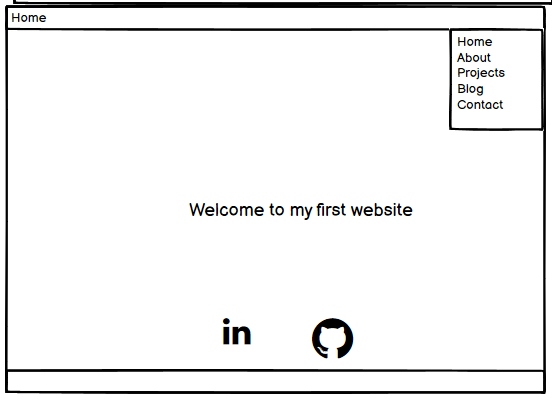 Home
Home
About
Projects
Blog
Contact
Welcome to my first website
in